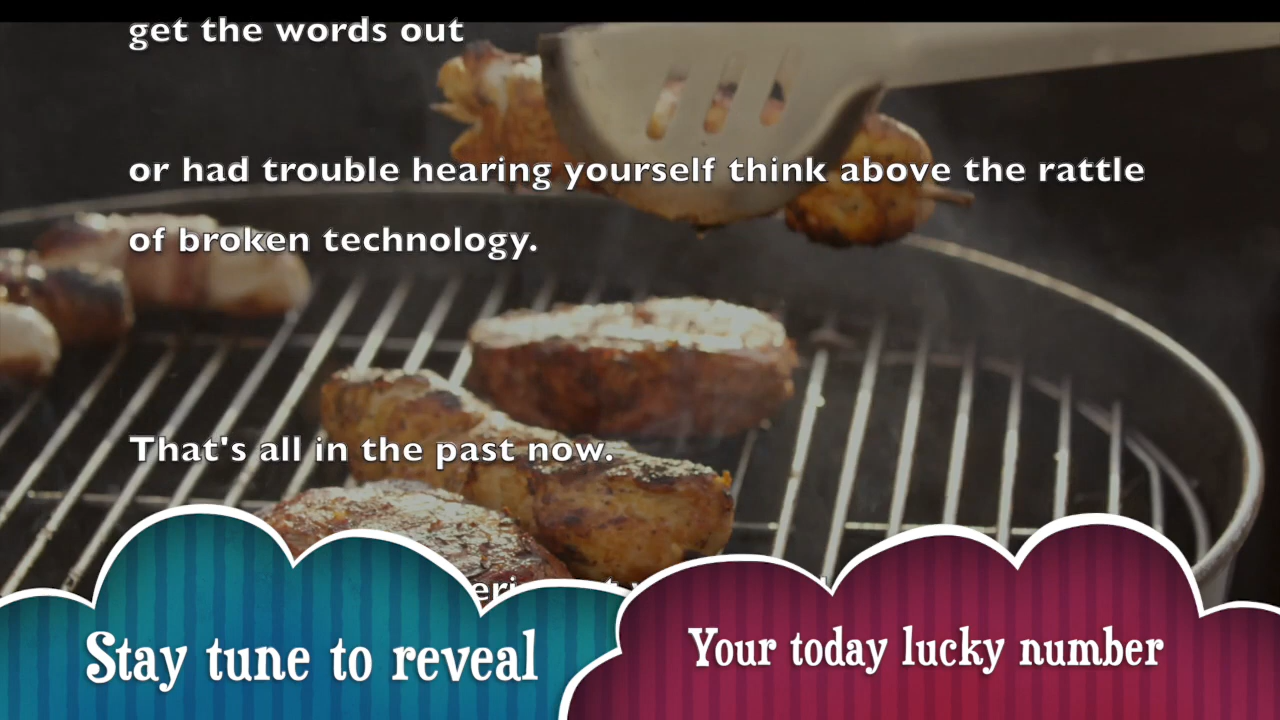 get the words out
or had trouble hearing yourself think above the rattle
of broken technology.
That's all in the past now.
Stay tune to reveal
Your today lucky number